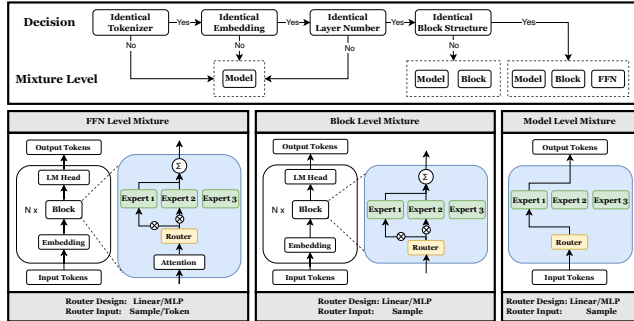 Decision
Identical
Tokenizer
Yes
Identical
Embedding
Yes
Identical
Layer Number
Yes
Identical
Block Structure
Yes
No
No
No
No
Mixture Level
Model
Model
Block
Model
Block
FFN
FFN Level Mixture
Output Tokens
LM Head
N x
Block
Embedding
Input Tokens
Σ
Expert 1
Expert 2
Expert 3
Router
Attention
Router Design: Linear/MLP
Router Input: Sample/Token
Block Level Mixture
Output Tokens
LM Head
N x
Block
Embedding
Input Tokens
Σ
Expert 1
Expert 2
Expert 3
Router
Router Design: Linear/MLP
Router Input: Sample
Model Level Mixture
Output Tokens
Expert 1
Expert 2
Expert 3
Router
Input Tokens
Router Design: Linear/MLP
Router Input: Sample